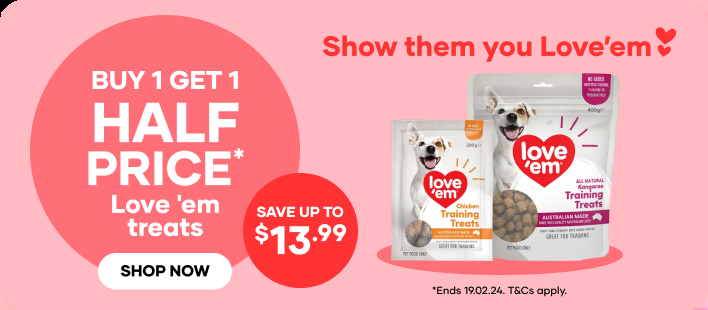 BUY 1 GET 1
HALF
PRICE*
Love 'em
treats
SHOP NOW
SAVE UP TO
$13.99
Show them you Love'em
200g
love
'em
Chicken
Training
Treats
AUSTRALIAN MADE
GREAT FOR TRAINING
PET FOOD ONLY
NO ADDED
400g
love
'em
ALL NATURAL
Kangaroo
Training
Treats
AUSTRALIAN MADE
GREAT FOR TRAINING
PET FOOD ONLY
*Ends 19.02.24. T&Cs apply.